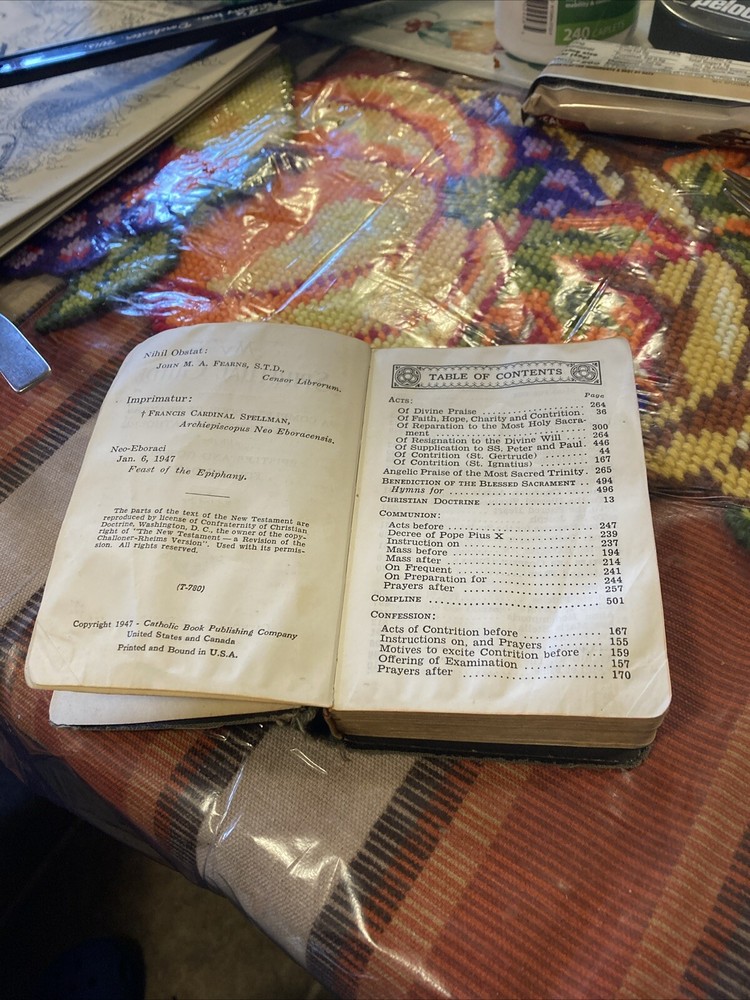 Nihil Obstat:
JOHN M. A. FEARNS, S.T.D.,
Censor Librorum.
Imprimatur:
† FRANCIS CARDINAL SPELLMAN,
Archiepiscopus Neo Eboracensis.
Neo-Eboraci
Jan. 6, 1947
Feast of the Epiphany.
The parts of the text of the New Testament are
reproduced by license of Confraternity of Christian
Doctrine, Washington, D. C., the owner of the copy-
right of "The New Testament — a Revision of the
Challoner-Rheims Version". Used with its permis-
sion. All rights reserved.
(T-780)
Copyright 1947 - Catholic Book Publishing Company
United States and Canada
Printed and Bound in U.S.A.
TABLE OF CONTENTS
Page
ACTS:
Of Divine Praise ............ 264
Of Faith, Hope, Charity and Contrition. 36
Of Reparation to the Most Holy Sacra-
ment ............ 300
Of Resignation to the Divine Will ... 264
Of Supplication to SS. Peter and Paul. 446
Of Contrition (St. Gertrude) ........ 44
Of Contrition (St. Ignatius) ........ 167
Angelic Praise of the Most Sacred Trinity. 265
BENEDICTION OF THE BLESSED SACRAMENT .. 494
Hymns for ............ 496
CHRISTIAN DOCTRINE ............ 13
COMMUNION:
Acts before ............ 247
Decree of Pope Pius X ............ 239
Instruction on ............ 237
Mass before ............ 194
Mass after ............ 214
On Frequent ............ 241
On Preparation for ............ 244
Prayers after ............ 257
COMPLINE ............ 501
CONFESSION:
Acts of Contrition before ............ 167
Instructions on, and Prayers ........ 155
Motives to excite Contrition before ... 159
Offering of Examination ............ 157
Prayers after ............ 170
240 CAPLETS
pelo